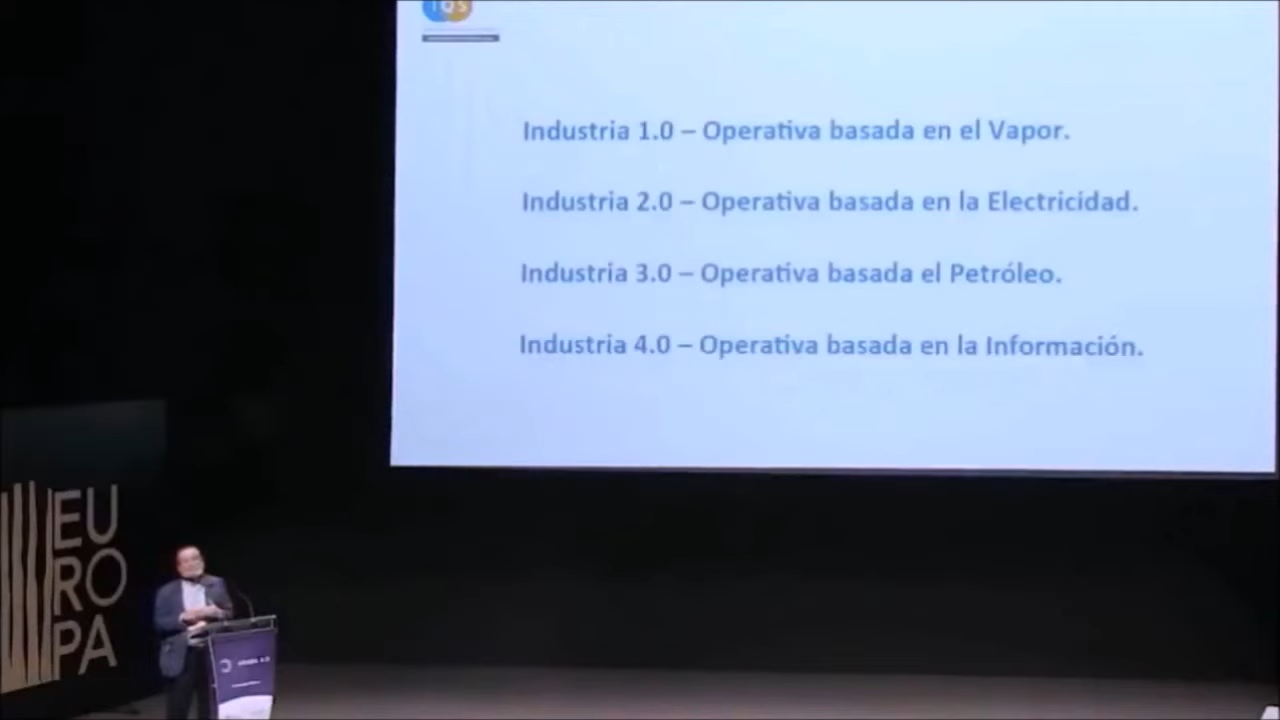 IQS
Industria 1.0 – Operativa basada en el Vapor.
Industria 2.0 – Operativa basada en la Electricidad.
Industria 3.0 – Operativa basada el Petróleo.
Industria 4.0 – Operativa basada en la Información.
EU
RO
PA